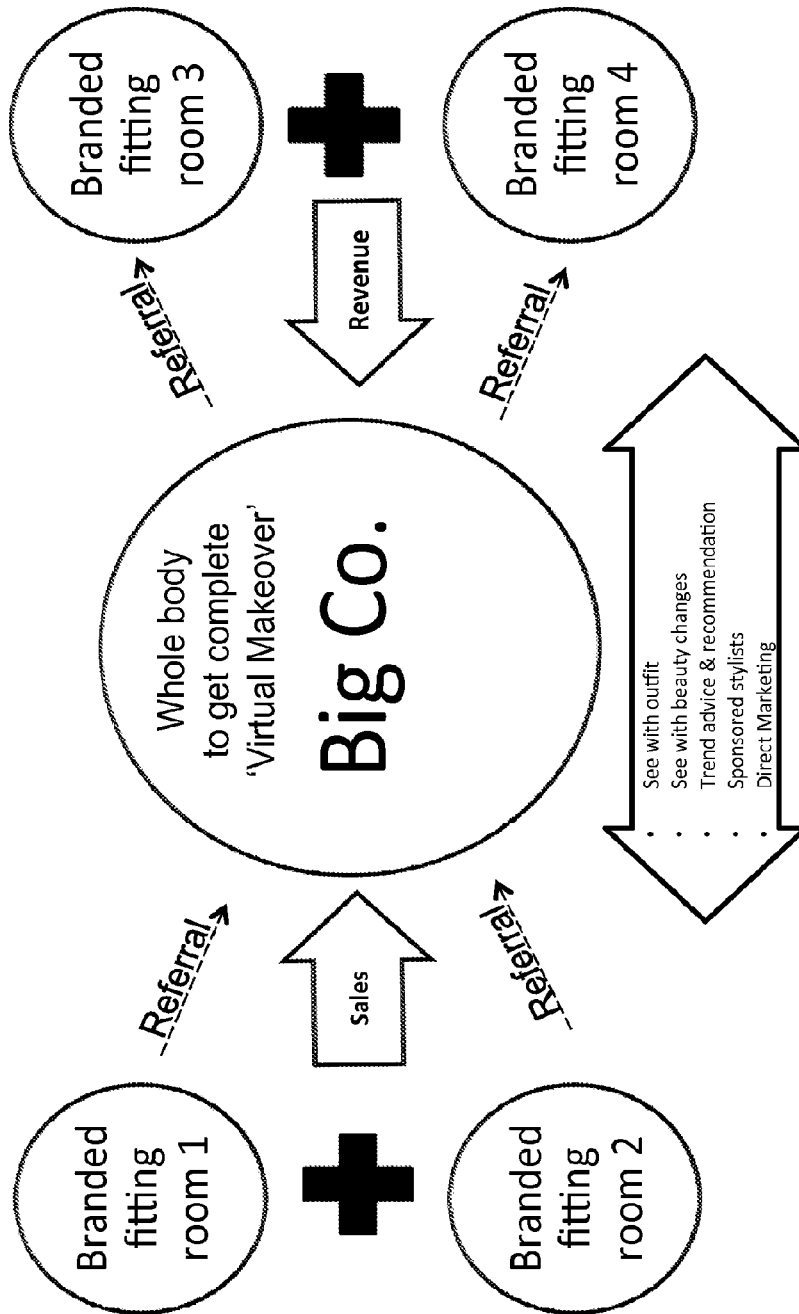 Branded
fitting
room 1
Branded
fitting
room 2
Referral
Sales
Referral
Whole body
to get complete
‘Virtual Makeover’
Big Co.
Referral
Revenue
Referral
Branded
fitting
room 3
Branded
fitting
room 4
• See with outfit
• See with beauty changes
• Trend advice & recommendation
• Sponsored stylists
• Direct Marketing